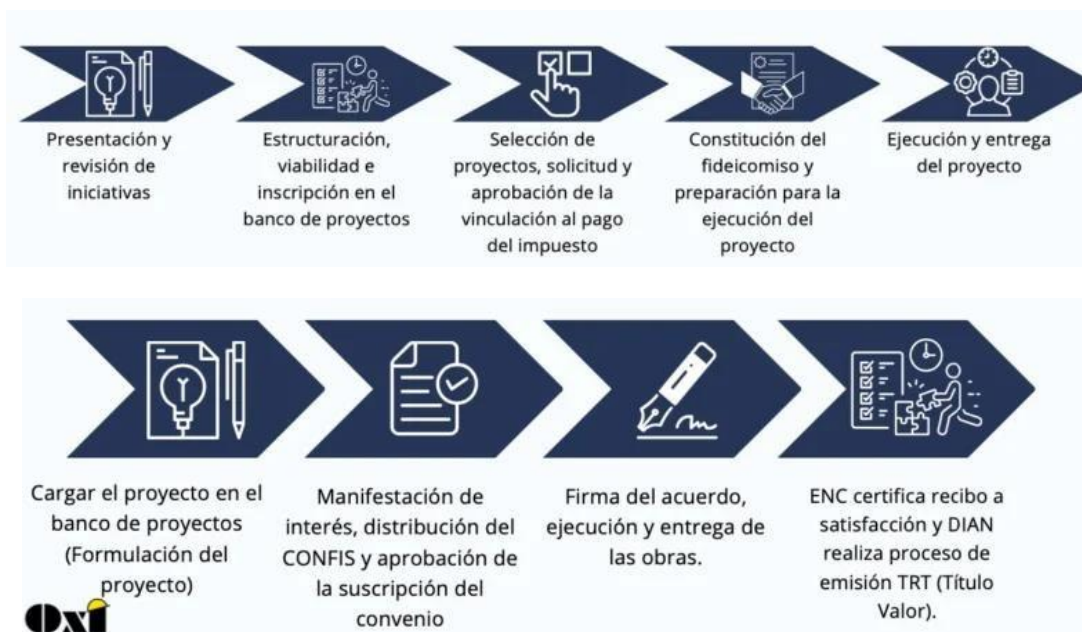 Presentación y
revisión de
iniciativas
Estructuración,
viabilidad e
inscripción en el
banco de proyectos
Selección de
proyectos, solicitud y
aprobación de la
vinculación al pago
del impuesto
Constitución del
fideicomiso y
preparación para la
ejecución del
proyecto
Ejecución y entrega
del proyecto
Cargar el proyecto en el
banco de proyectos
(Formulación del
proyecto)
Manifestación de
interés, distribución del
CONFIS y aprobación de
la suscripción del
convenio
Firma del acuerdo,
ejecución y entrega de
las obras.
ENC certifica recibo a
satisfacción y DIAN
realiza proceso de
emisión TRT (Título
Valor).
Oxi